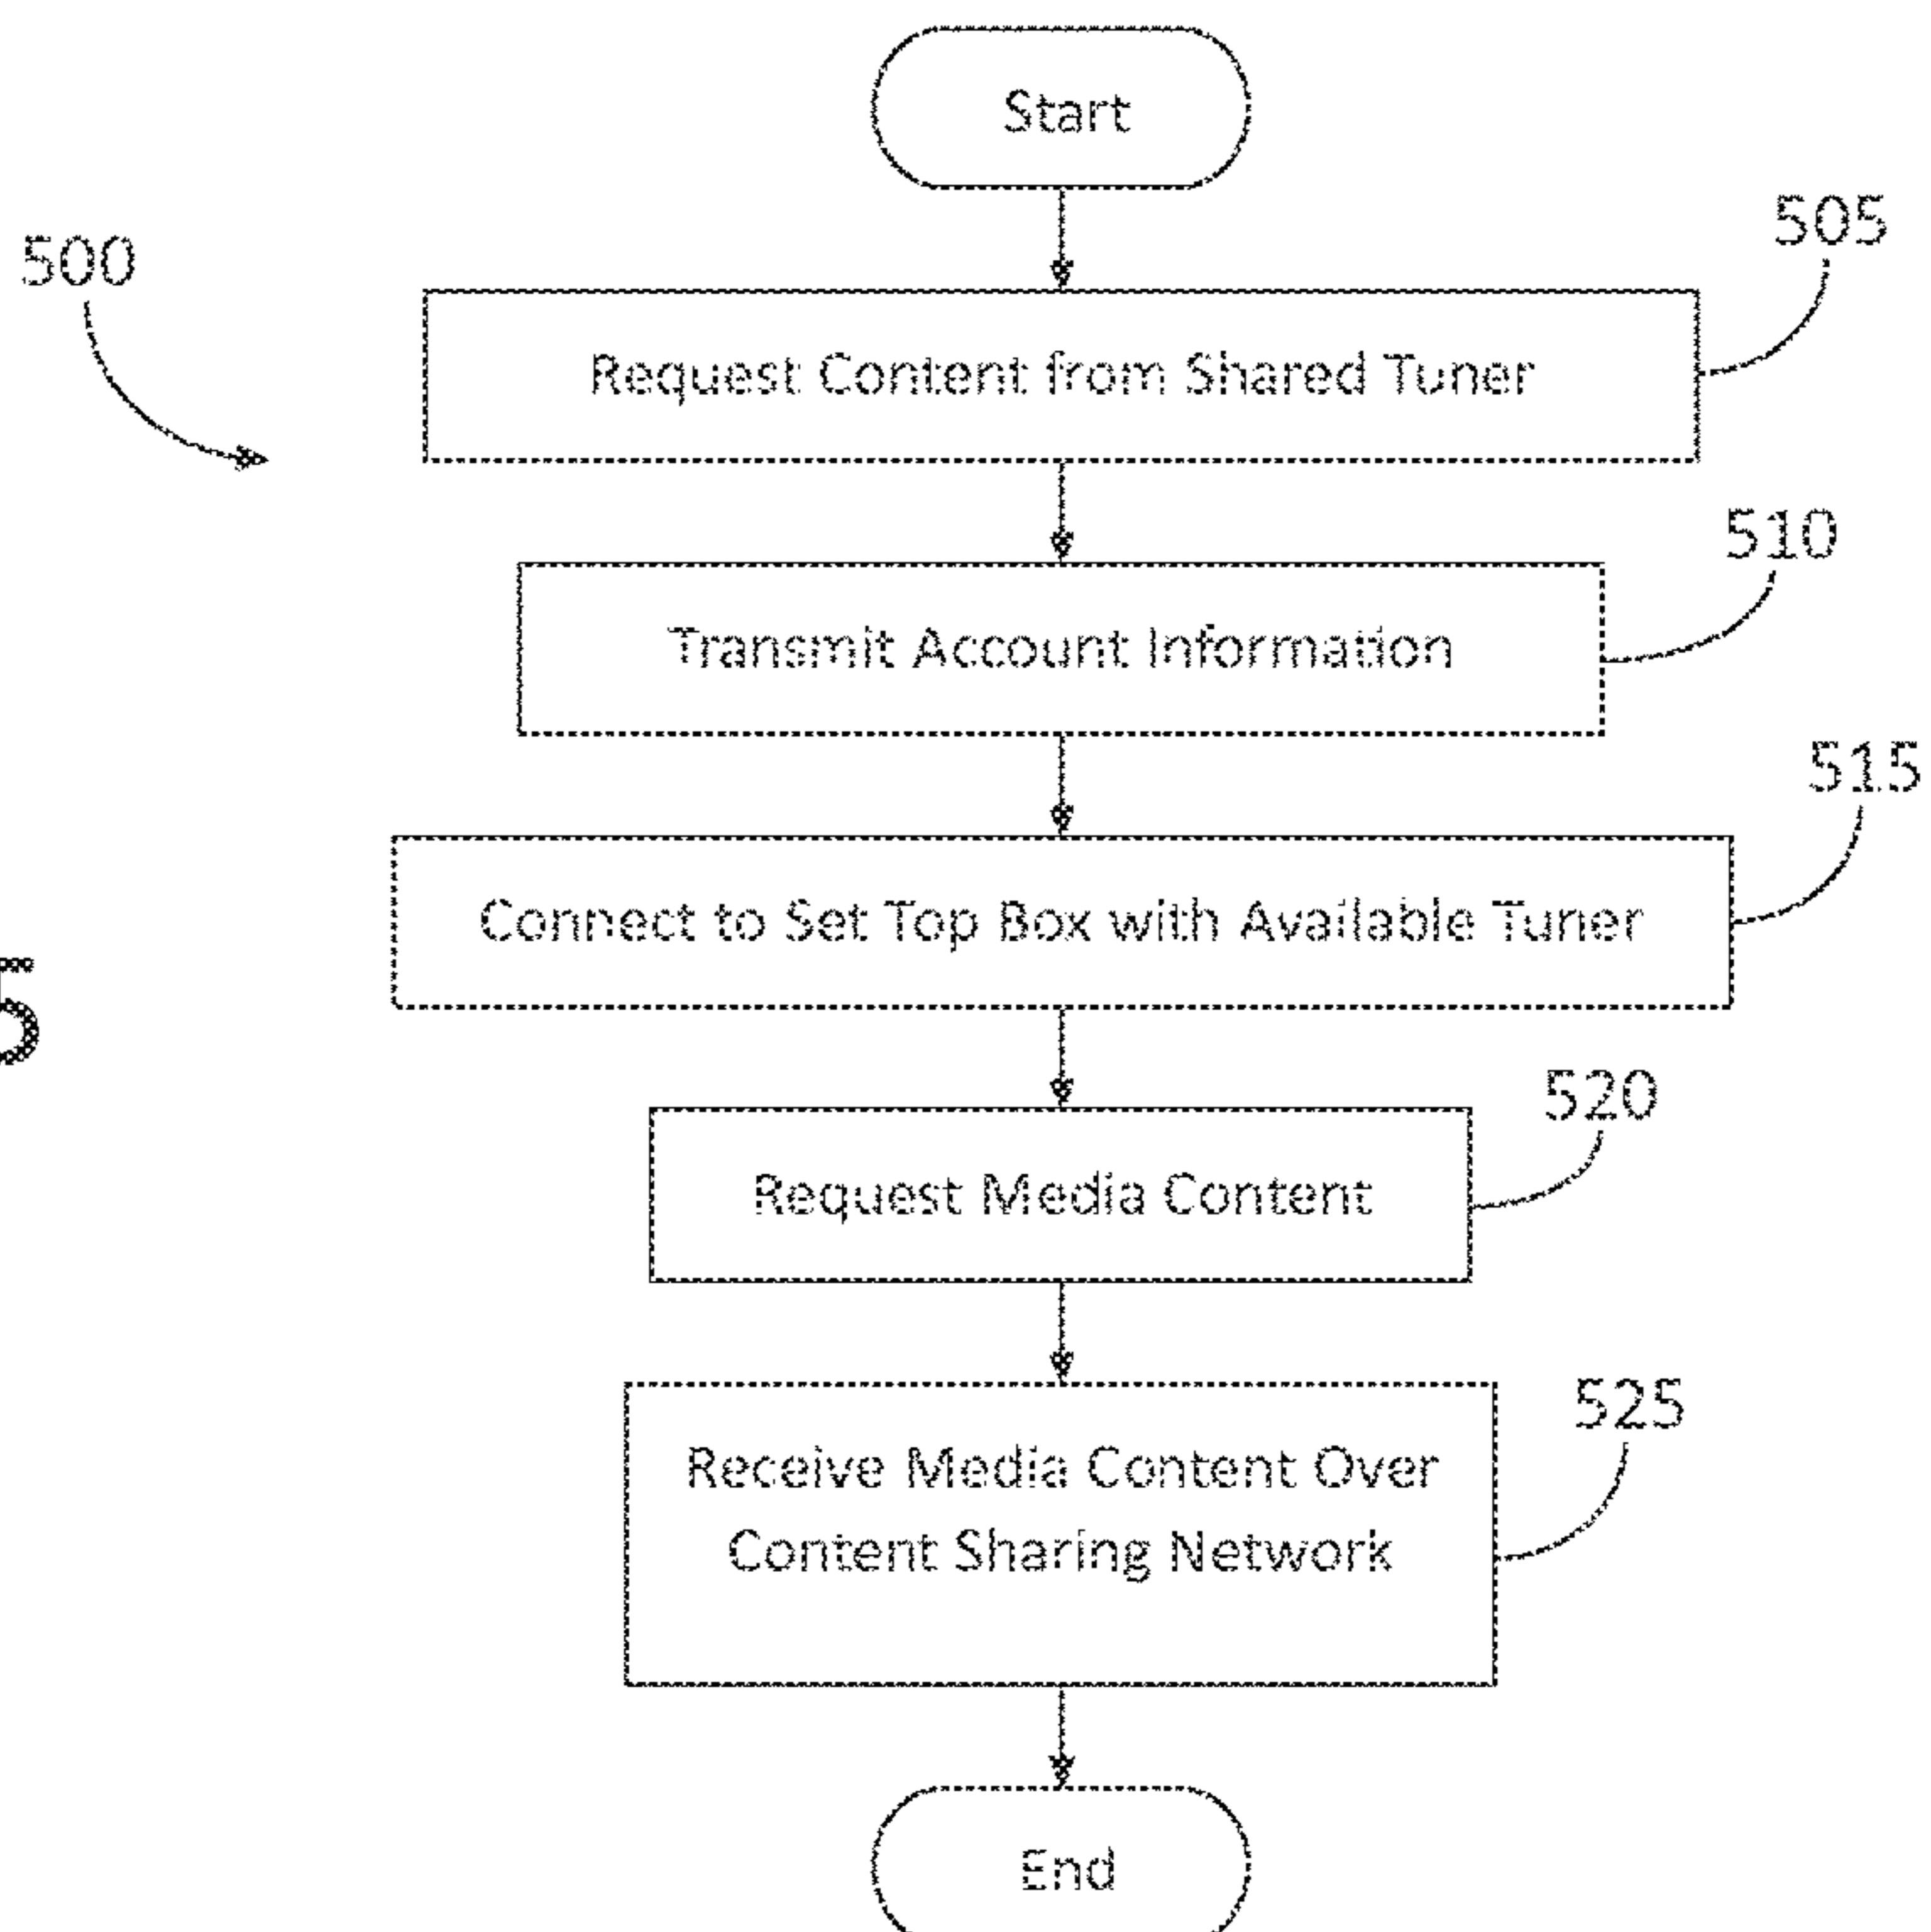 Start
500
505
Request Content from Shared Tuner
510
Transmit Account Information
515
Connect to Set Top Box with Available Tuner
5
520
Request Media Content
525
Receive Media Content Over
Content Sharing Network
End